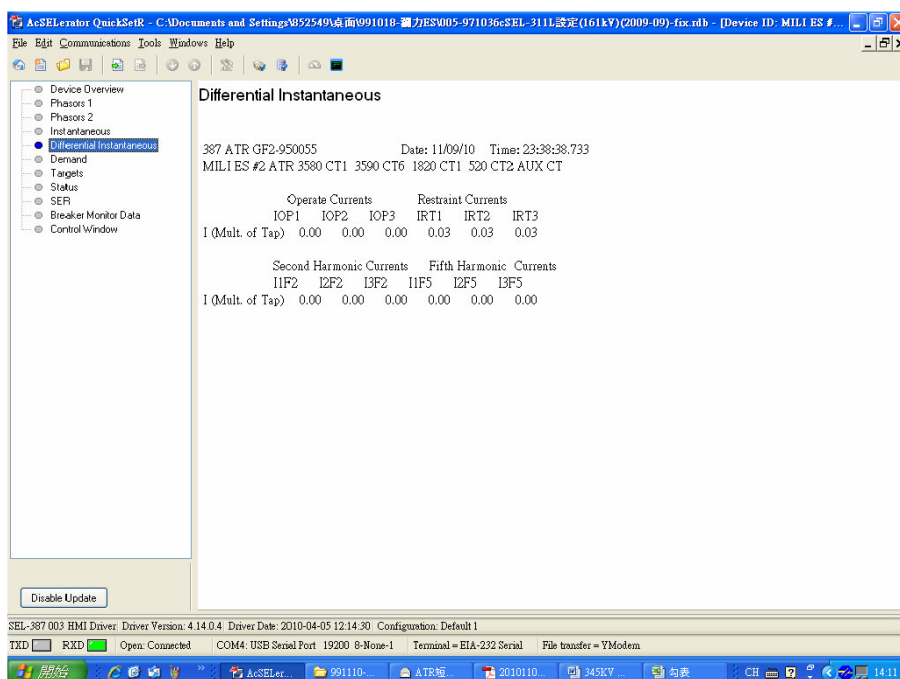 AcSELerator QuickSetR - C:\Documents and Settings\852549\桌面\991018-彌力ES\005-971036cSEL-311L設定(161kV)(2009-09)-fix.rdb - [Device ID: MILI ES #...
File Edit Communications Tools Windows Help
Device Overview
Phasors 1
Phasors 2
Instantaneous
Differential Instantaneous
Demand
Targets
Status
SER
Breaker Monitor Data
Control Window
Differential Instantaneous
387 ATR GF2-950055 Date: 11/09/10 Time: 23:38:38.733
MILI ES #2 ATR 3580 CT1 3590 CT6 1820 CT1 520 CT2 AUX CT
Operate Currents Restraint Currents
IOP1 IOP2 IOP3 IRT1 IRT2 IRT3
I (Mult. of Tap) 0.00 0.00 0.00 0.03 0.03 0.03
Second Harmonic Currents Fifth Harmonic Currents
I1F2 I2F2 I3F2 I1F5 I2F5 I3F5
I (Mult. of Tap) 0.00 0.00 0.00 0.00 0.00 0.00
Disable Update
SEL-387 003 HMI Driver Driver Version: 4.14.0.4 Driver Date: 2010-04-05 12:14:30 Configuration: Default 1
TXD RXD Open: Connected COM4: USB Serial Port 19200 8-None-1 Terminal = EIA-232 Serial File transfer = YModem
開始 AcSELer... 991110-... ATR短... 2010110... 345KV ... 勾表 CH 14:11